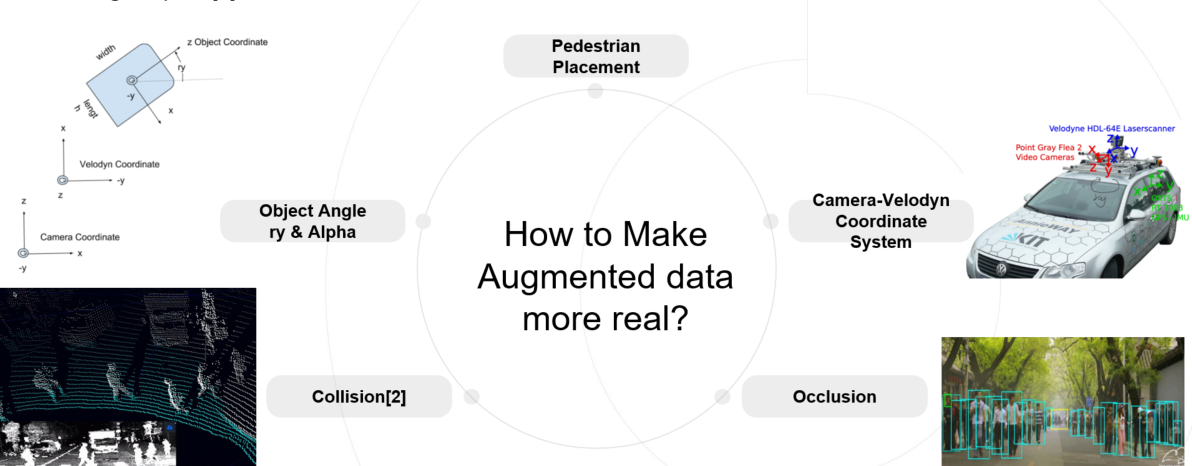 Pedestrian
Placement
width
z Object Coordinate
ry
-y
x
lengt
h
x
Velodyn Coordinate
-y
z
z
Camera Coordinate
x
-y
Velodyne HDL-64E Laserscanner
Point Gray Flea 2
Video Cameras
z
y
x
x
z
y
KIT
Object Angle
ry & Alpha
Camera-Velodyn
Coordinate
System
How to Make
Augmented data
more real?
Collision[2]
Occlusion